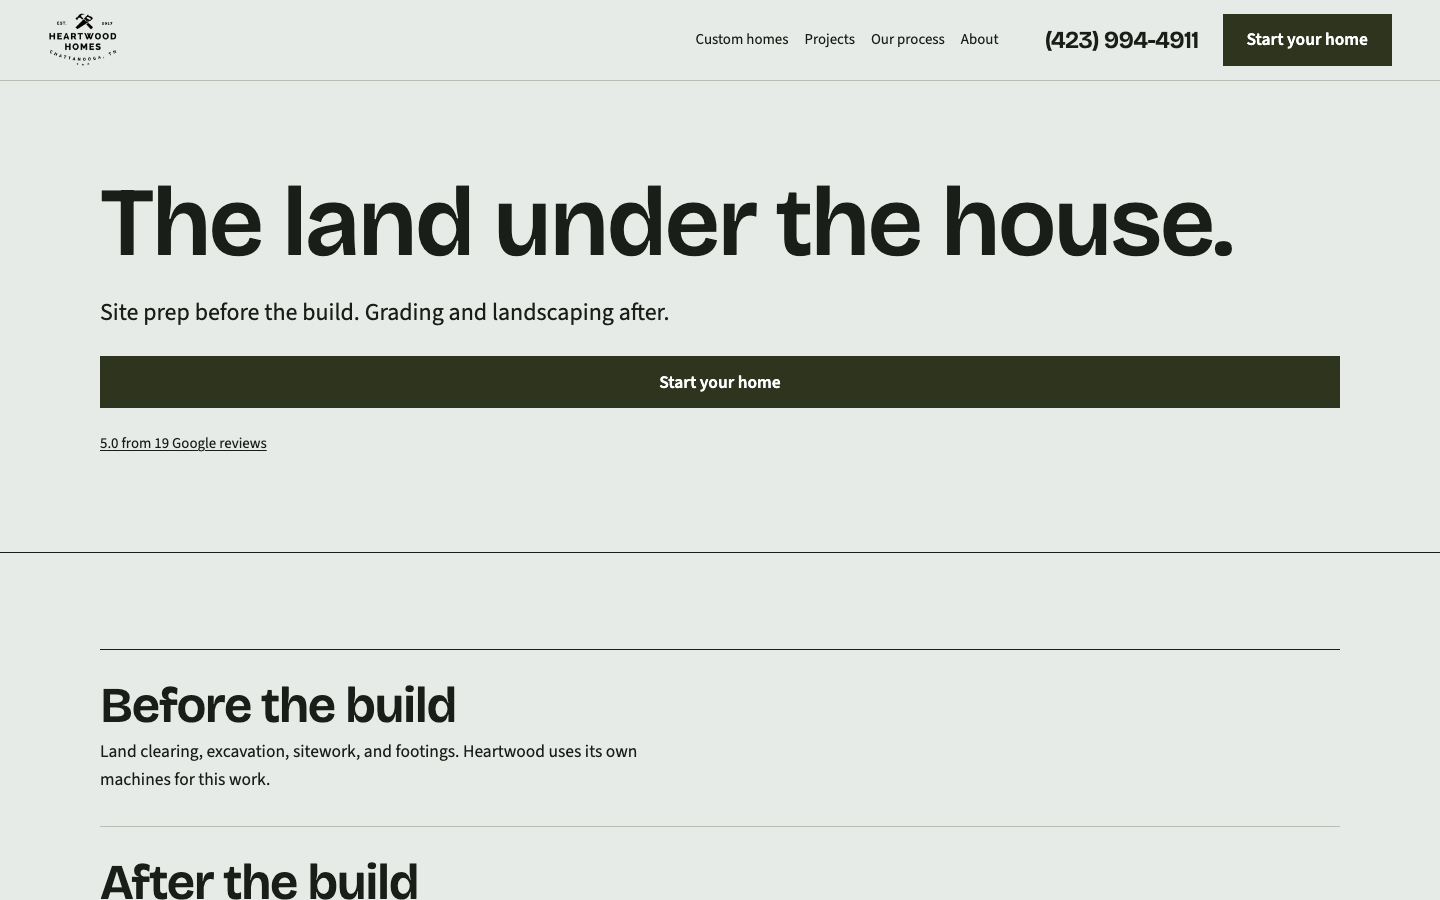 EST. 2017
HEARTWOOD
HOMES
CHATTANOOGA, TN
Custom homes Projects Our process About (423) 994-4911 Start your home
The land under the house.
Site prep before the build. Grading and landscaping after.
Start your home
5.0 from 19 Google reviews
Before the build
Land clearing, excavation, sitework, and footings. Heartwood uses its own
machines for this work.
After the build